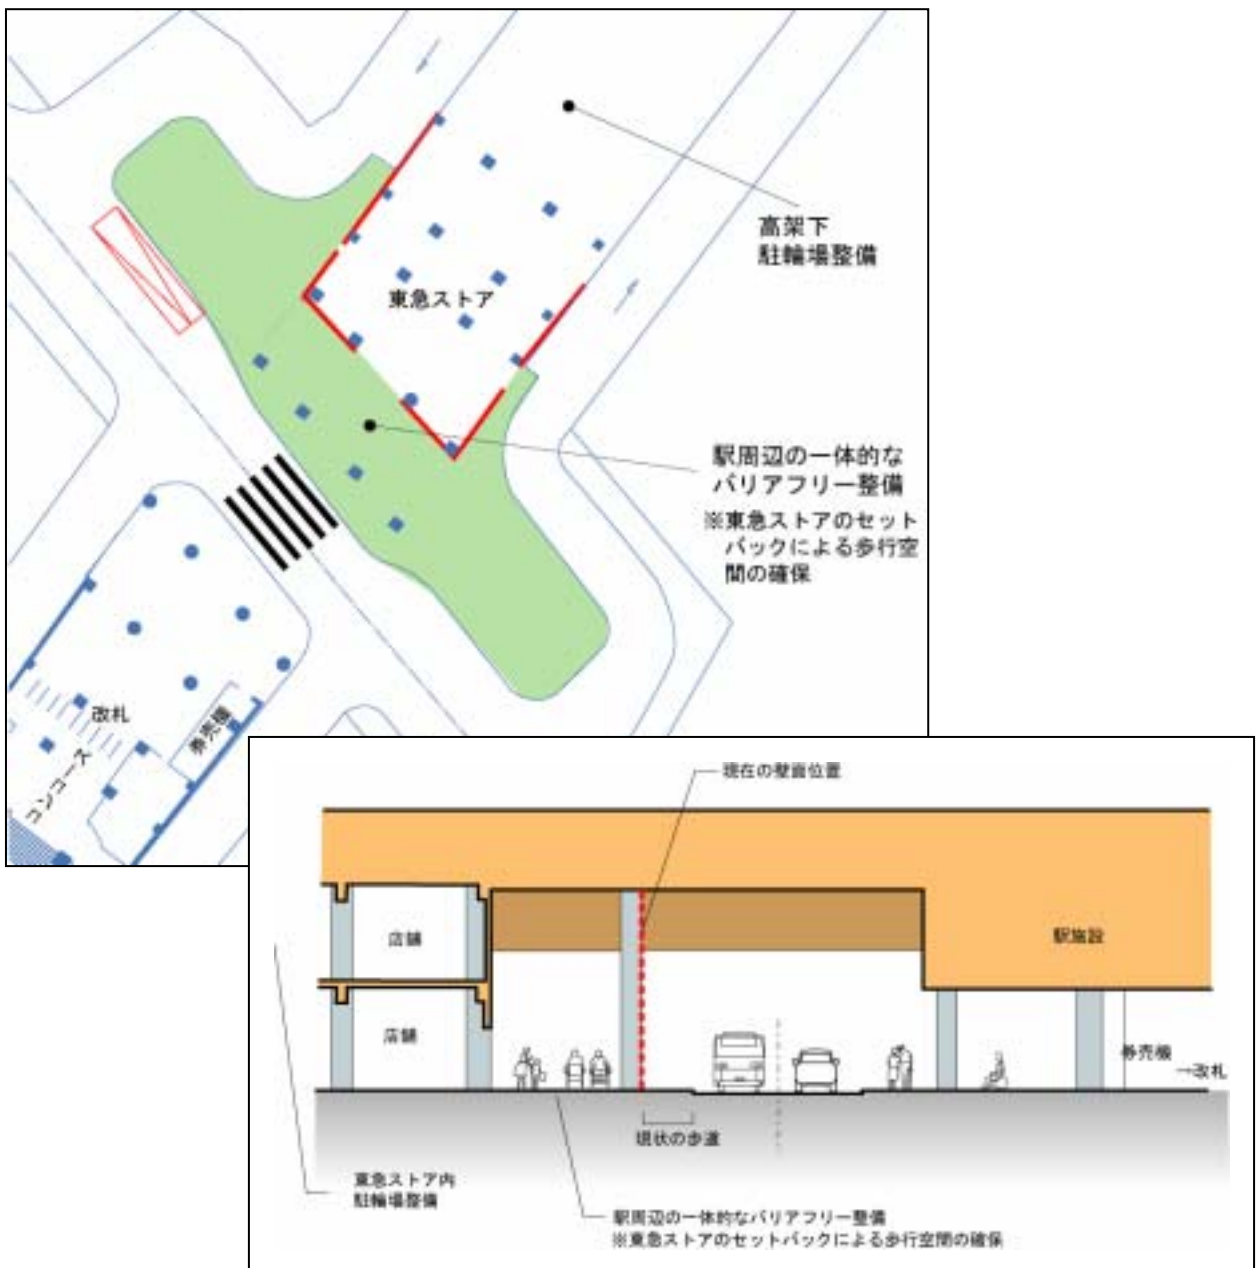 高架下
駐輪場整備
東急ストア
駅周辺の一体的な
バリアフリー整備
※東急ストアのセット
バックによる歩行空
間の確保
改札
券売機
コンコース
現在の壁面位置
店舗
駅施設
店舗
券売機
→改札
現状の歩道
東急ストア内
駐輪場整備
駅周辺の一体的なバリアフリー整備
※東急ストアのセットバックによる歩行空間の確保